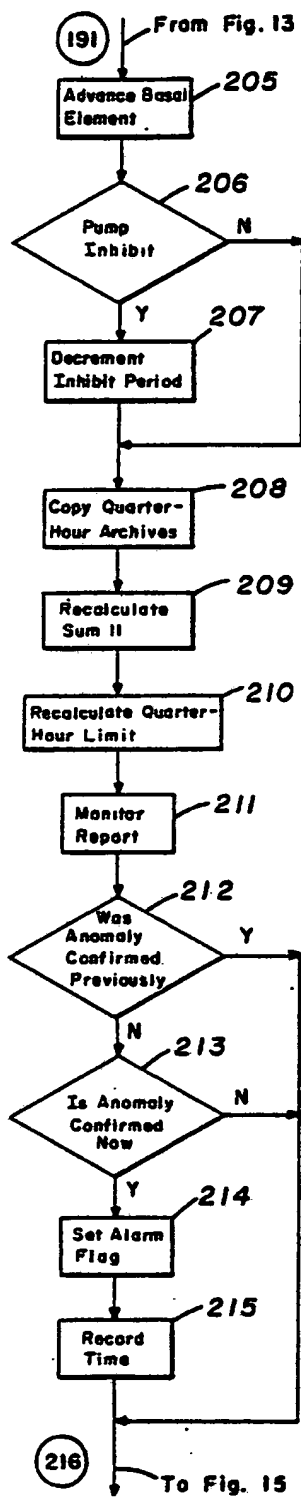 191
From Fig. 13
Advance Basal
Element
205
206
Pump
Inhibit
N
Y
207
Decrement
Inhibit Period
208
Copy Quarter-
Hour Archives
209
Recalculate
Sum II
210
Recalculate Quarter-
Hour Limit
211
Monitor
Report
212
Was
Anomaly
Confirmed
Previously
Y
N
213
Is Anomaly
Confirmed
Now
N
Y
214
Set Alarm
Flag
215
Record
Time
216
To Fig. 15